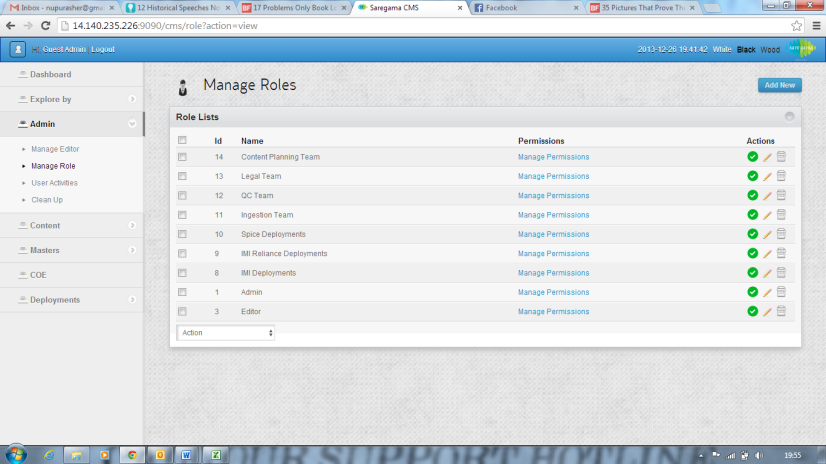 Inbox - nupurasher@gmai
12 Historical Speeches No
17 Problems Only Book Lo
Saregama CMS
Facebook
35 Pictures That Prove Th
14.140.235.226:9090/cms/role?action=view
Hi Guest Admin Logout
2013-12-26 19:41:42 White Black Wood
saregama
Dashboard
Explore by
Admin
Manage Editor
Manage Role
User Activities
Clean Up
Content
Masters
COE
Deployments
Manage Roles
Add New
Role Lists
Id Name Permissions Actions
14 Content Planning Team Manage Permissions
13 Legal Team Manage Permissions
12 QC Team Manage Permissions
11 Ingestion Team Manage Permissions
10 Spice Deployments Manage Permissions
9 IMI Reliance Deployments Manage Permissions
8 IMI Deployments Manage Permissions
1 Admin Manage Permissions
3 Editor Manage Permissions
Action
OUR SUPPORT HOTLINE
19:55